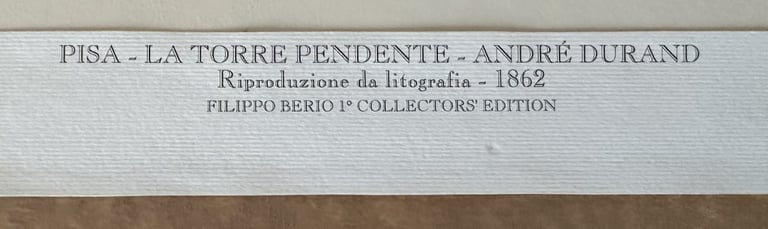 PISA - LA TORRE PENDENTE - ANDRÉ DURAND
Riproduzione da litografia - 1862
FILIPPO BERIO 1° COLLECTORS' EDITION